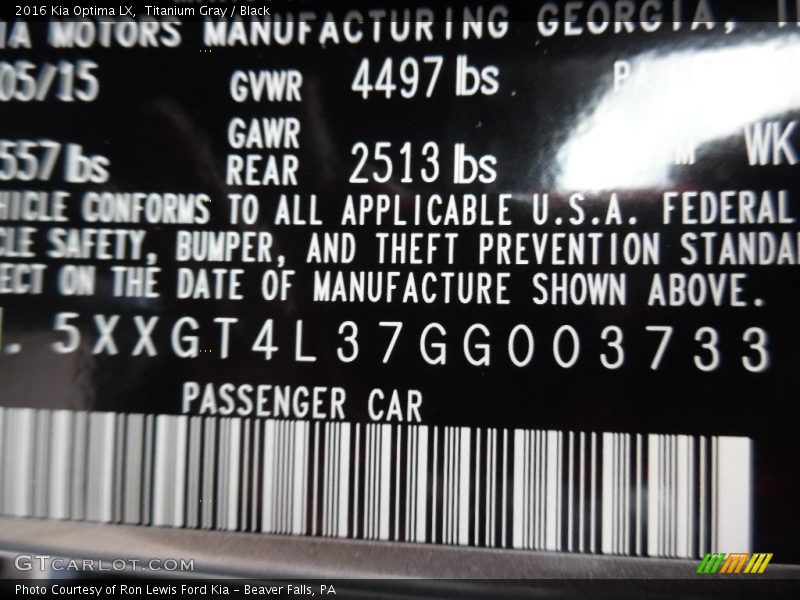 2016 Kia Optima LX,  Titanium Gray / Black
IA MOTORS MANUFACTURING GEORGIA,
05/15 GVWR 4497 lbs
GAWR
557 lbs REAR 2513 lbs WK
HICLE CONFORMS TO ALL APPLICABLE U.S.A. FEDERAL
CLE SAFETY, BUMPER, AND THEFT PREVENTION STANDA
ECT ON THE DATE OF MANUFACTURE SHOWN ABOVE.
5XXGT4L37GG003733
PASSENGER CAR
GTCARLOT.COM
Photo Courtesy of Ron Lewis Ford Kia - Beaver Falls, PA